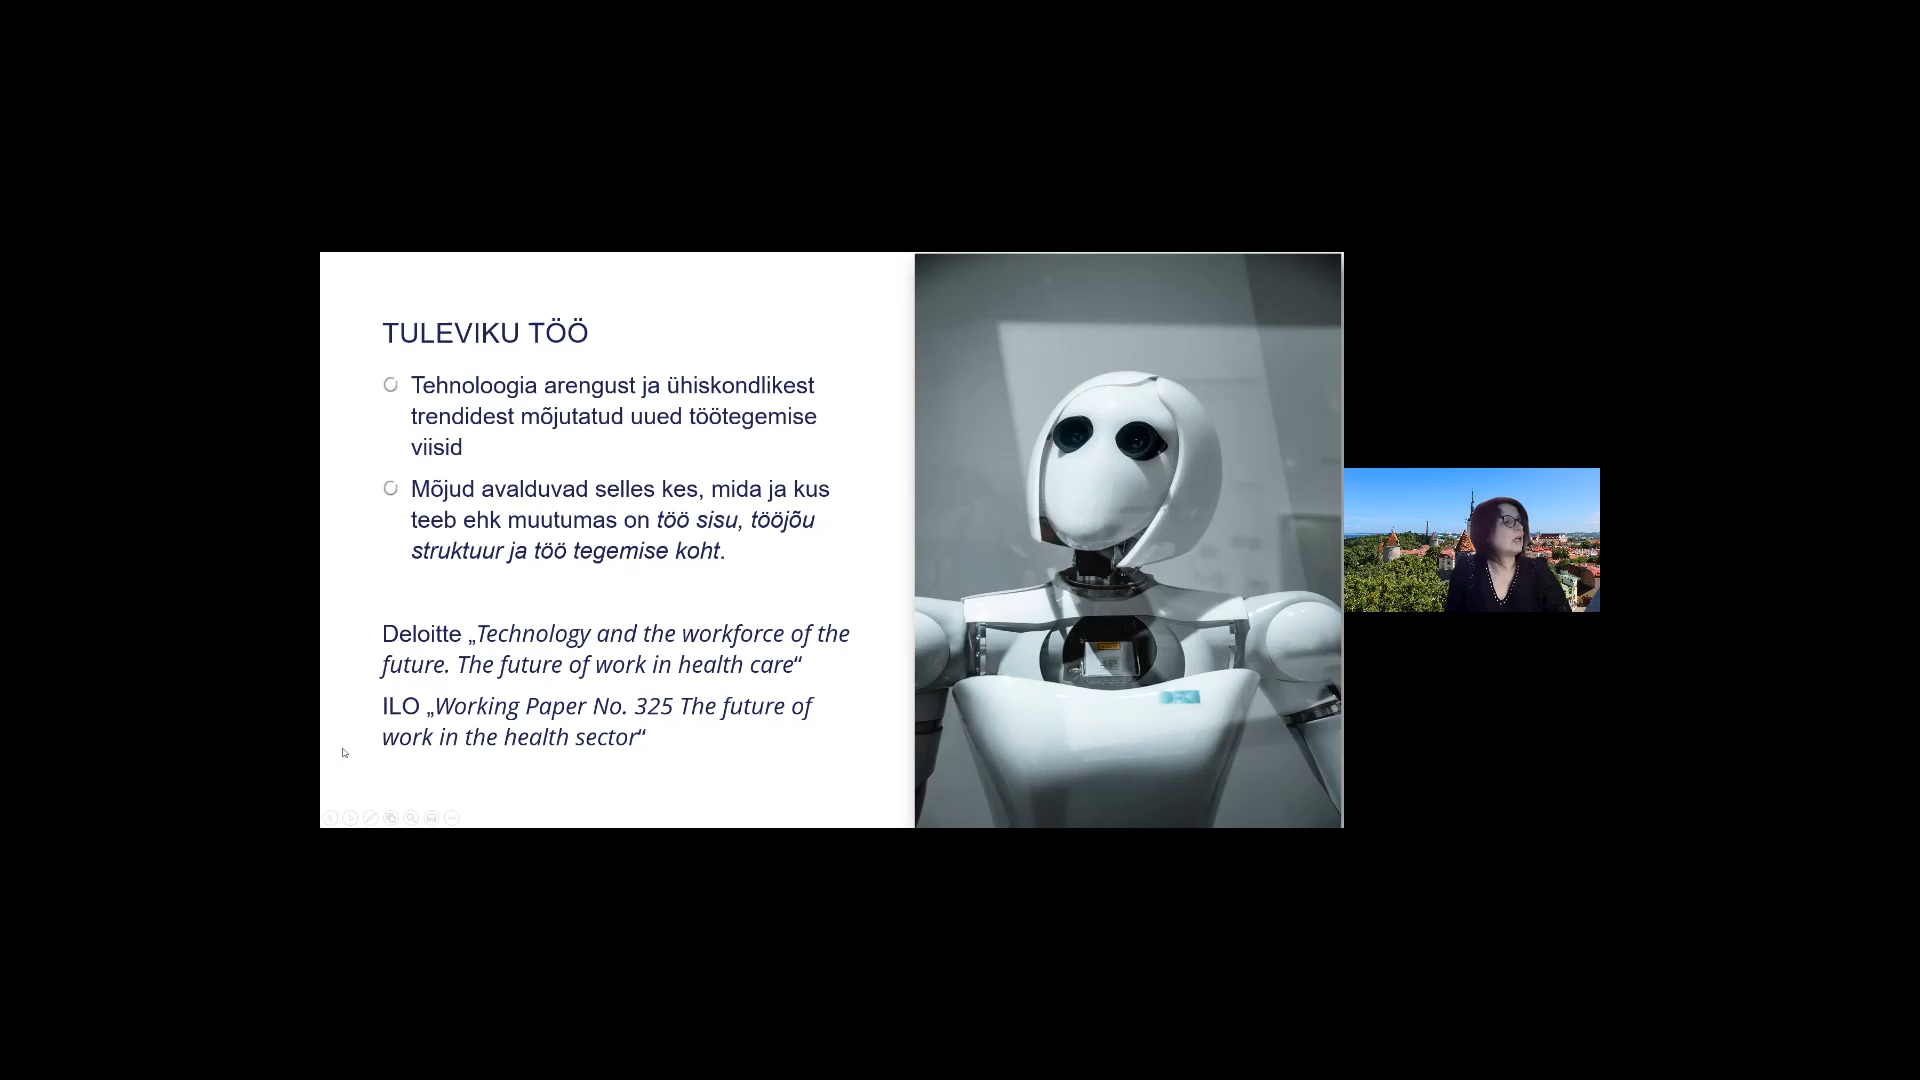 TULEVIKU TÖÖ
Tehnoloogia arengust ja ühiskondlikest
trendidest mõjutatud uued töötegemise
viisid
Mõjud avalduvad selles kes, mida ja kus
teeb ehk muutumas on töö sisu, tööjõu
struktuur ja töö tegemise koht.
Deloitte „Technology and the workforce of the
future. The future of work in health care“
ILO „Working Paper No. 325 The future of
work in the health sector“